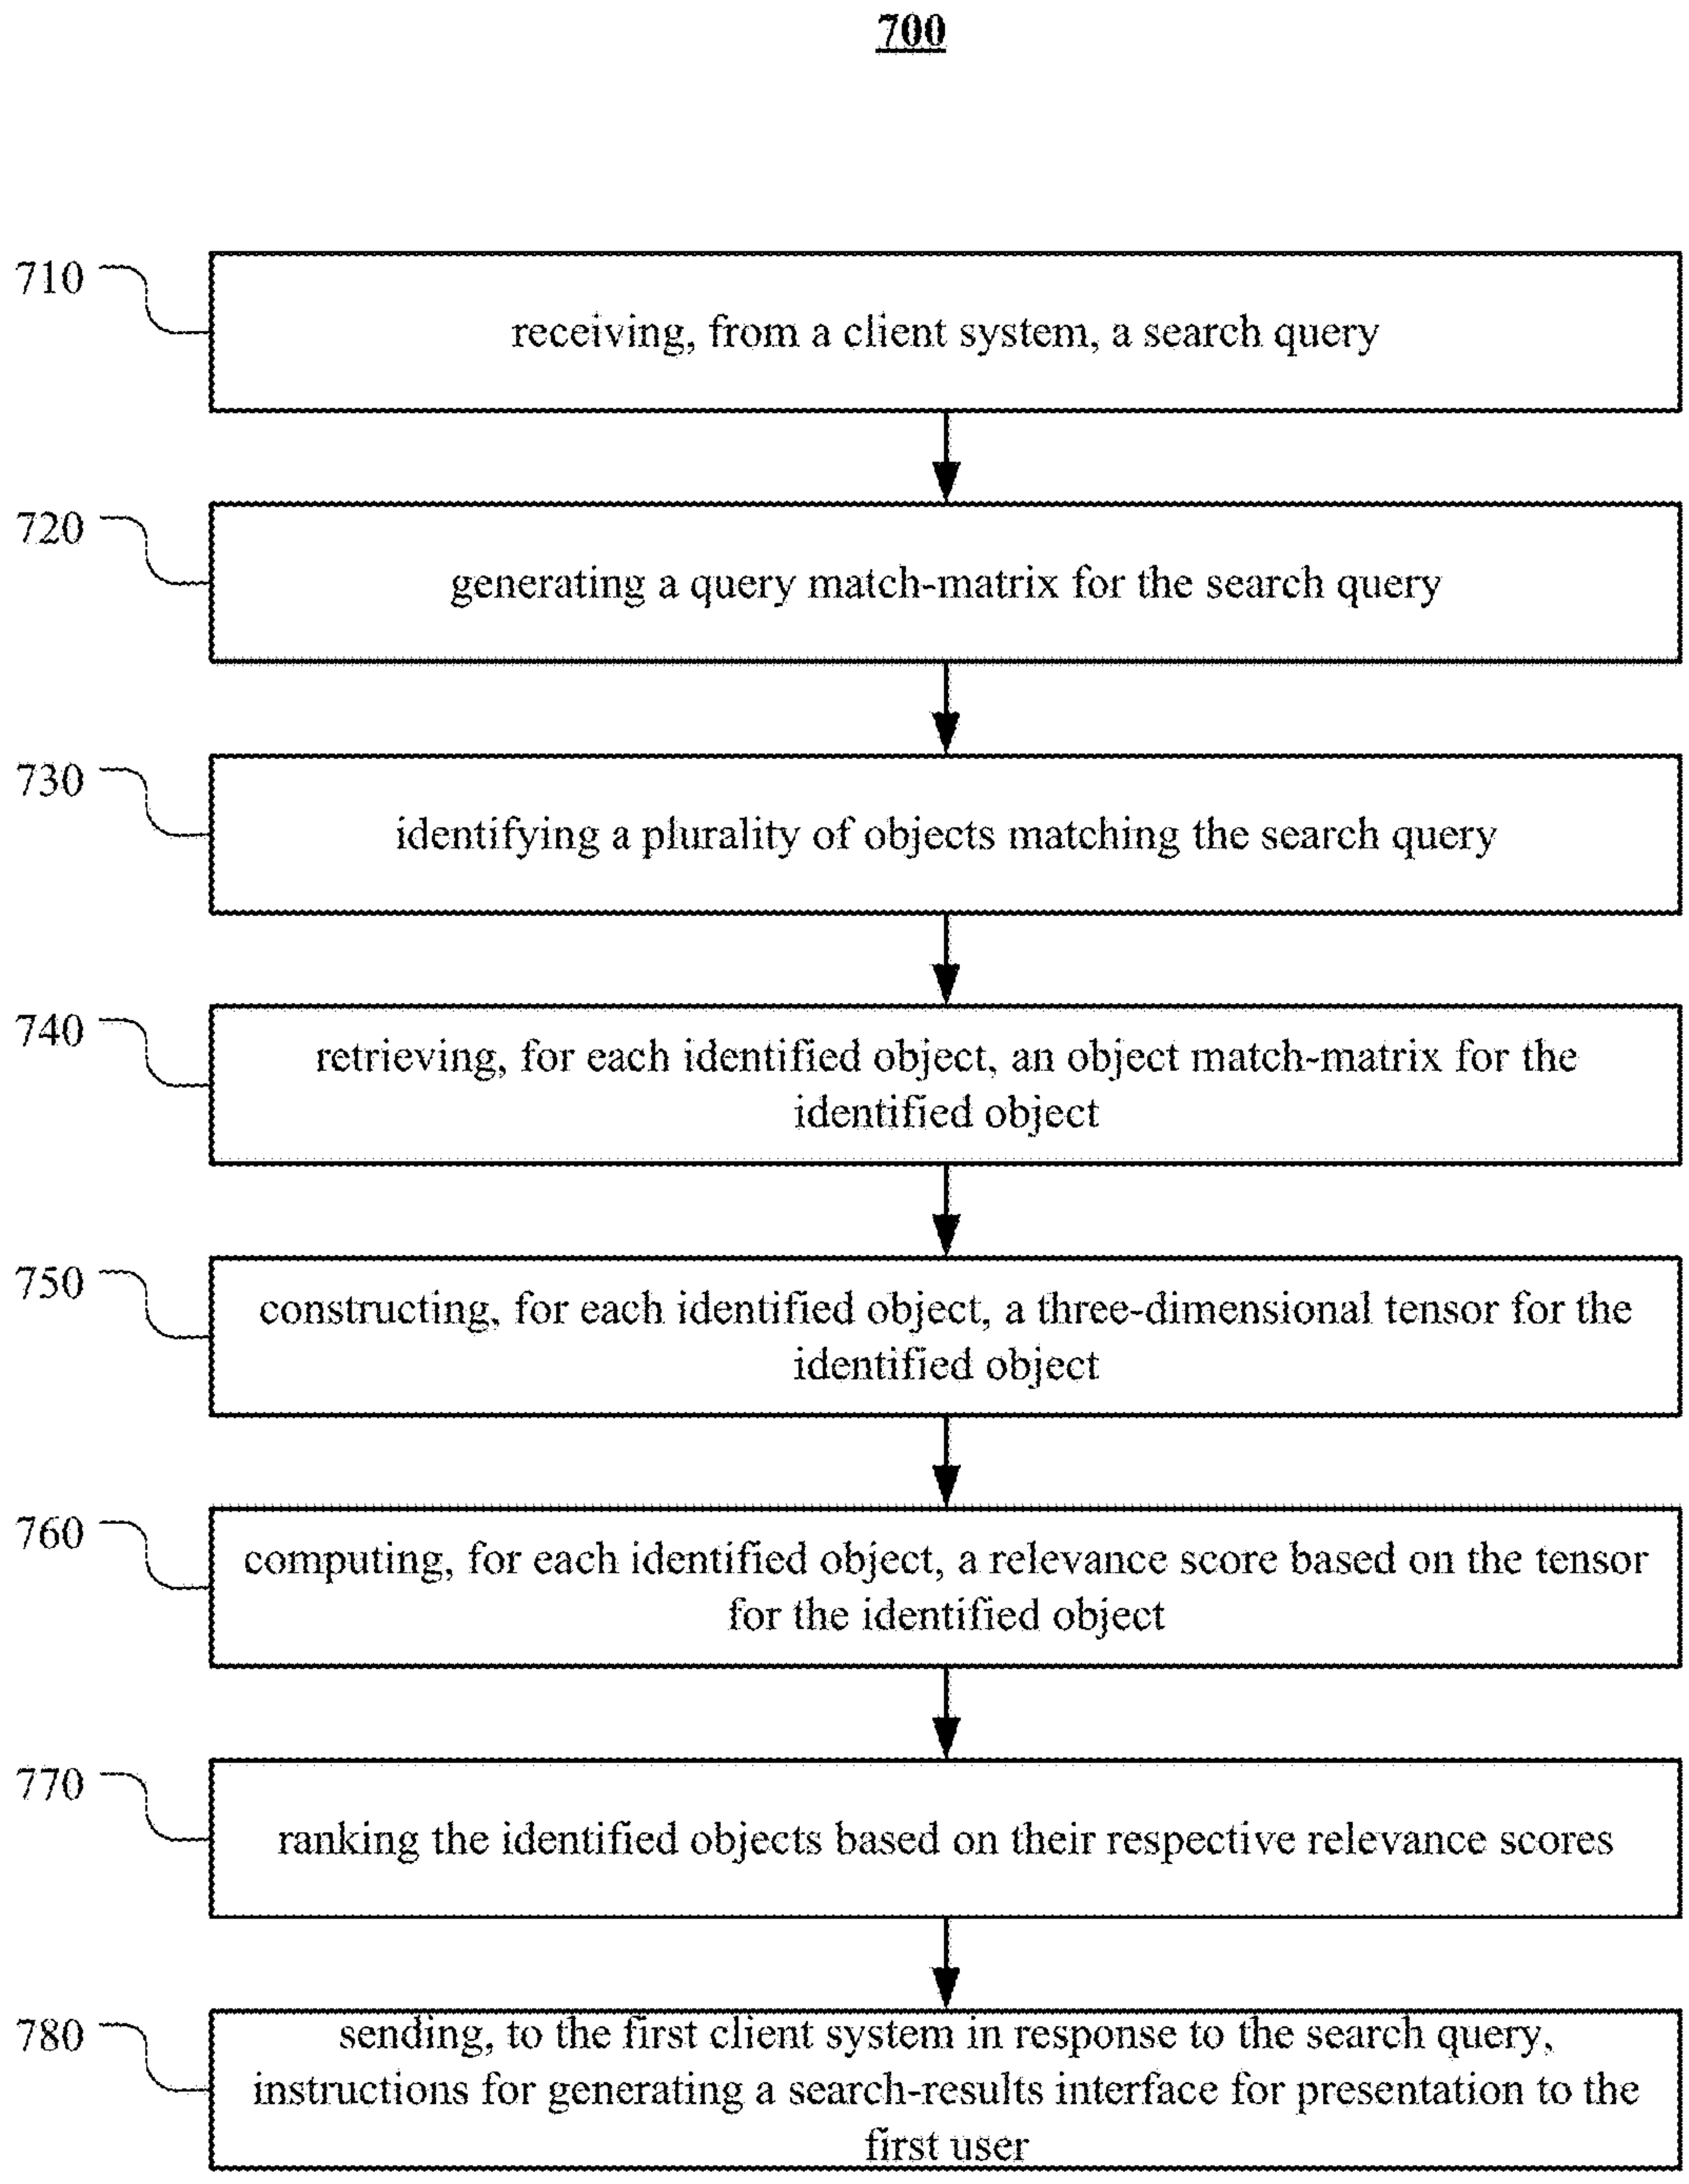 700
710
receiving, from a client system, a search query
720
generating a query match-matrix for the search query
730
identifying a plurality of objects matching the search query
740
retrieving, for each identified object, an object match-matrix for the
identified object
750
constructing, for each identified object, a three-dimensional tensor for the
identified object
760
computing, for each identified object, a relevance score based on the tensor
for the identified object
770
ranking the identified objects based on their respective relevance scores
780
sending, to the first client system in response to the search query,
instructions for generating a search-results interface for presentation to the
first user